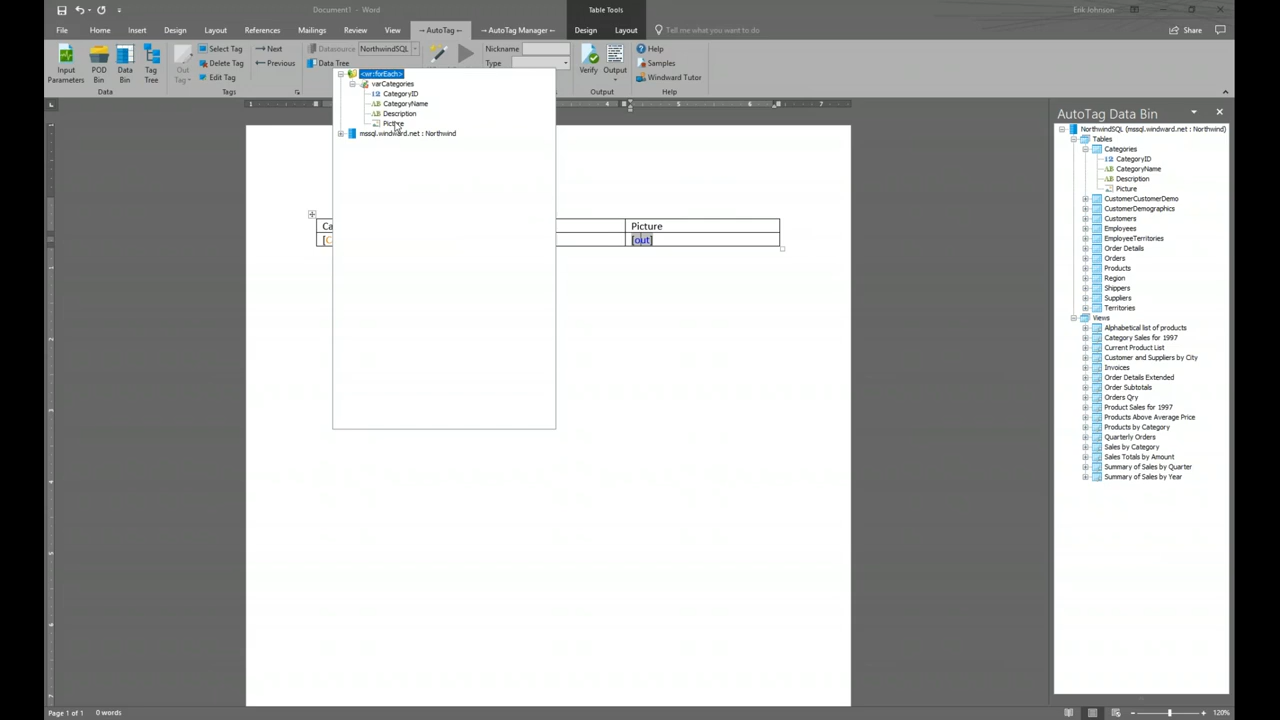 Document1 - Word
Table Tools
Erik Johnson
File Home Insert Design Layout References Mailings Review View → AutoTag ← → AutoTag Manager ← Design Layout Tell me what you want to do Share
Input Parameters
POD Bin
Data Bin
Tag Tree
Data
Out Tag
Select Tag
Delete Tag
Edit Tag
Next
Previous
Tags
Datasource NorthwindSQL
Data Tree
Nickname
Type
Verify
Output
Output
Help
Samples
Windward Tutor
Help
<wr:forEach>
varCategories
CategoryID
CategoryName
Description
Picture
mssql.windward.net : Northwind
Ca
Picture
[C
[out]
AutoTag Data Bin
NorthwindSQL (mssql.windward.net : Northwind)
Tables
Categories
CategoryID
CategoryName
Description
Picture
CustomerCustomerDemo
CustomerDemographics
Customers
Employees
EmployeeTerritories
Order Details
Orders
Products
Region
Shippers
Suppliers
Territories
Views
Alphabetical list of products
Category Sales for 1997
Current Product List
Customer and Suppliers by City
Invoices
Order Details Extended
Order Subtotals
Orders Qry
Product Sales for 1997
Products Above Average Price
Products by Category
Quarterly Orders
Sales by Category
Sales Totals by Amount
Summary of Sales by Quarter
Summary of Sales by Year
Page 1 of 1 0 words
120%